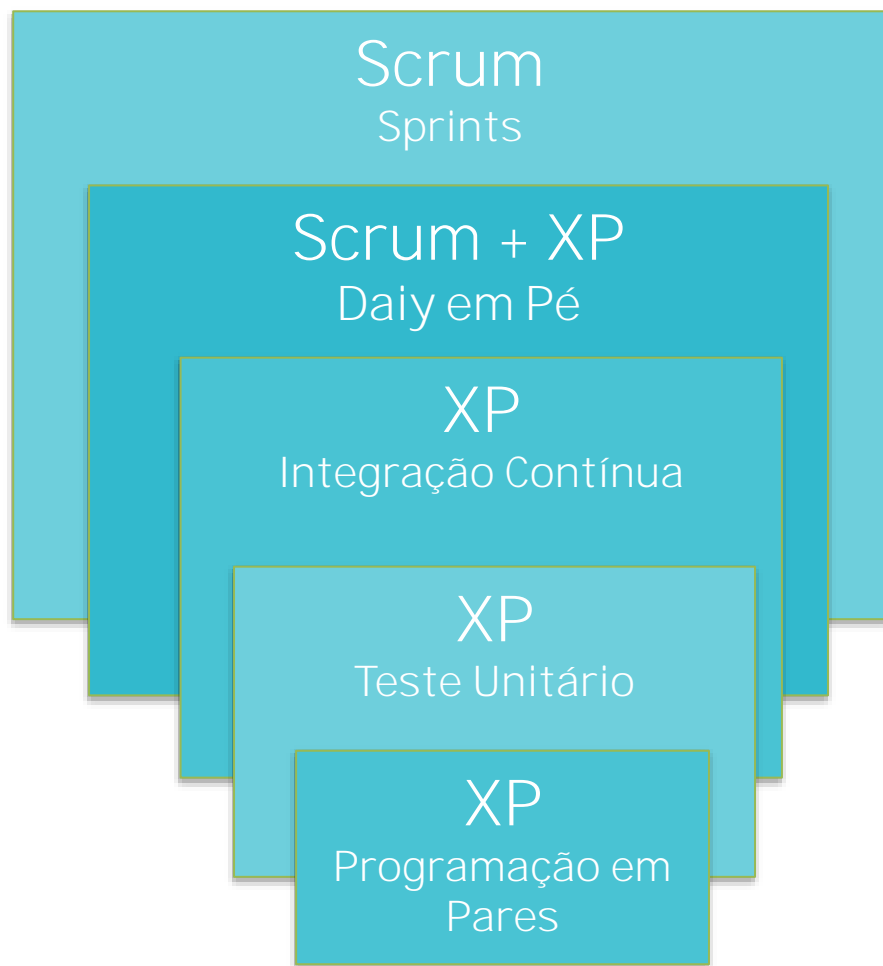 Scrum
Sprints
Scrum + XP
Daiy em Pé
XP
Integração Contínua
XP
Teste Unitário
XP
Programação em
Pares